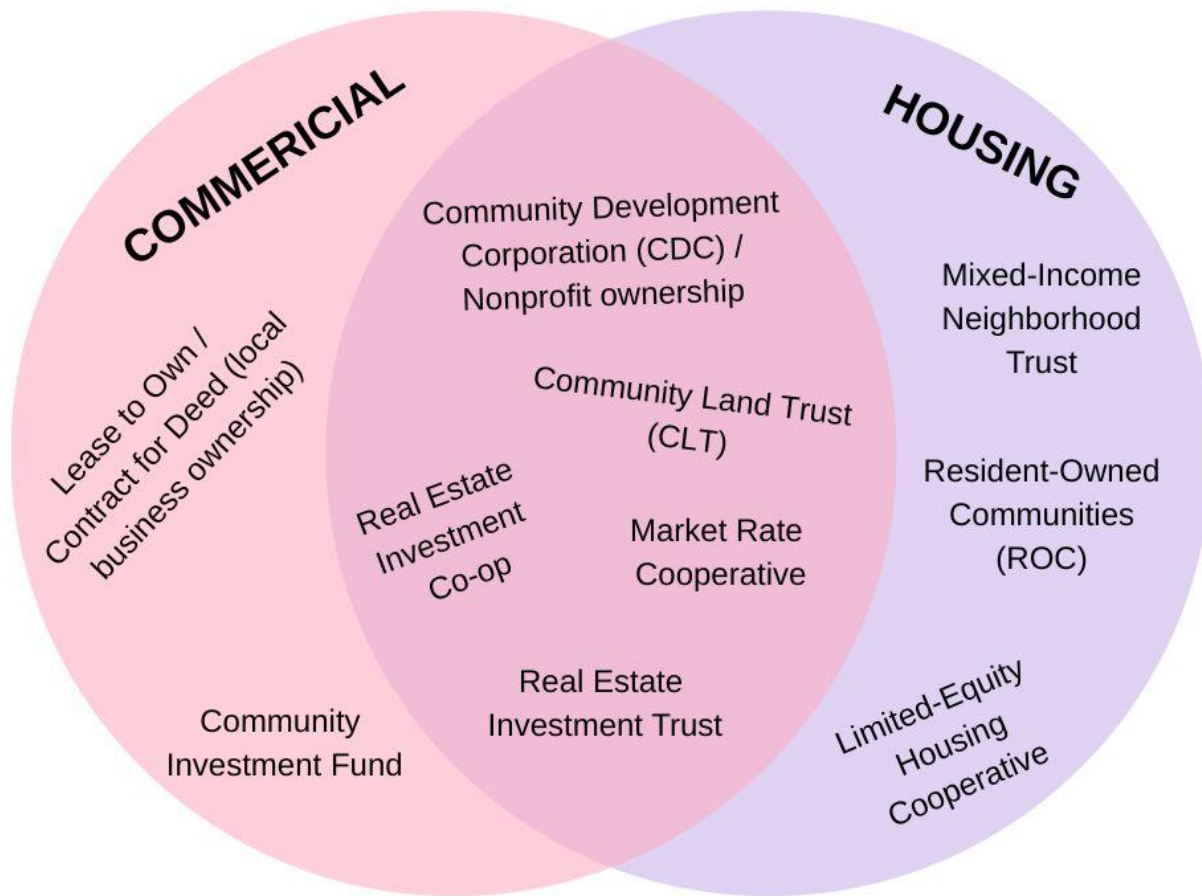 COMMERICIAL
HOUSING
Community Development
Corporation (CDC) /
Nonprofit ownership
Mixed-Income
Neighborhood
Trust
Lease to Own /
Contract for Deed (local
business ownership)
Community Land Trust
(CLT)
Real Estate
Investment
Co-op
Market Rate
Cooperative
Resident-Owned
Communities
(ROC)
Real Estate
Investment Trust
Community
Investment Fund
Limited-Equity
Housing
Cooperative